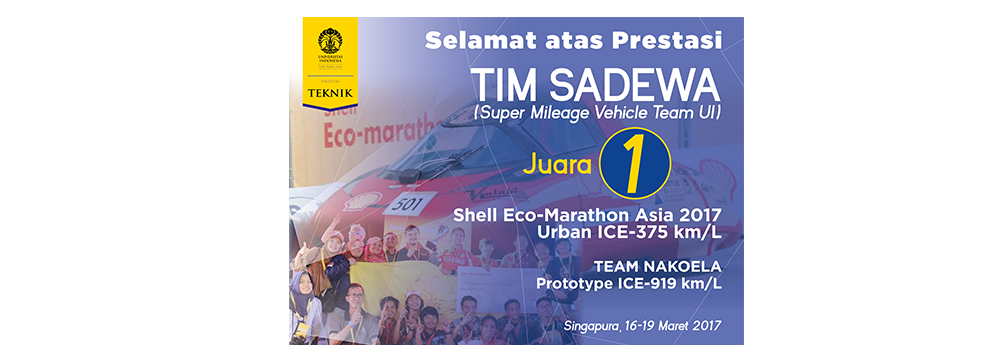 UNIVERSITAS
INDONESIA
FAKULTAS
TEKNIK
Selamat atas Prestasi
TIM SADEWA
(Super Mileage Vehicle Team UI)
Shell
Eco-marathon
Juara 1
501
Shell Eco-Marathon Asia 2017
Urban ICE-375 km/L
TEAM NAKOELA
Prototype ICE-919 km/L
Singapura, 16-19 Maret 2017